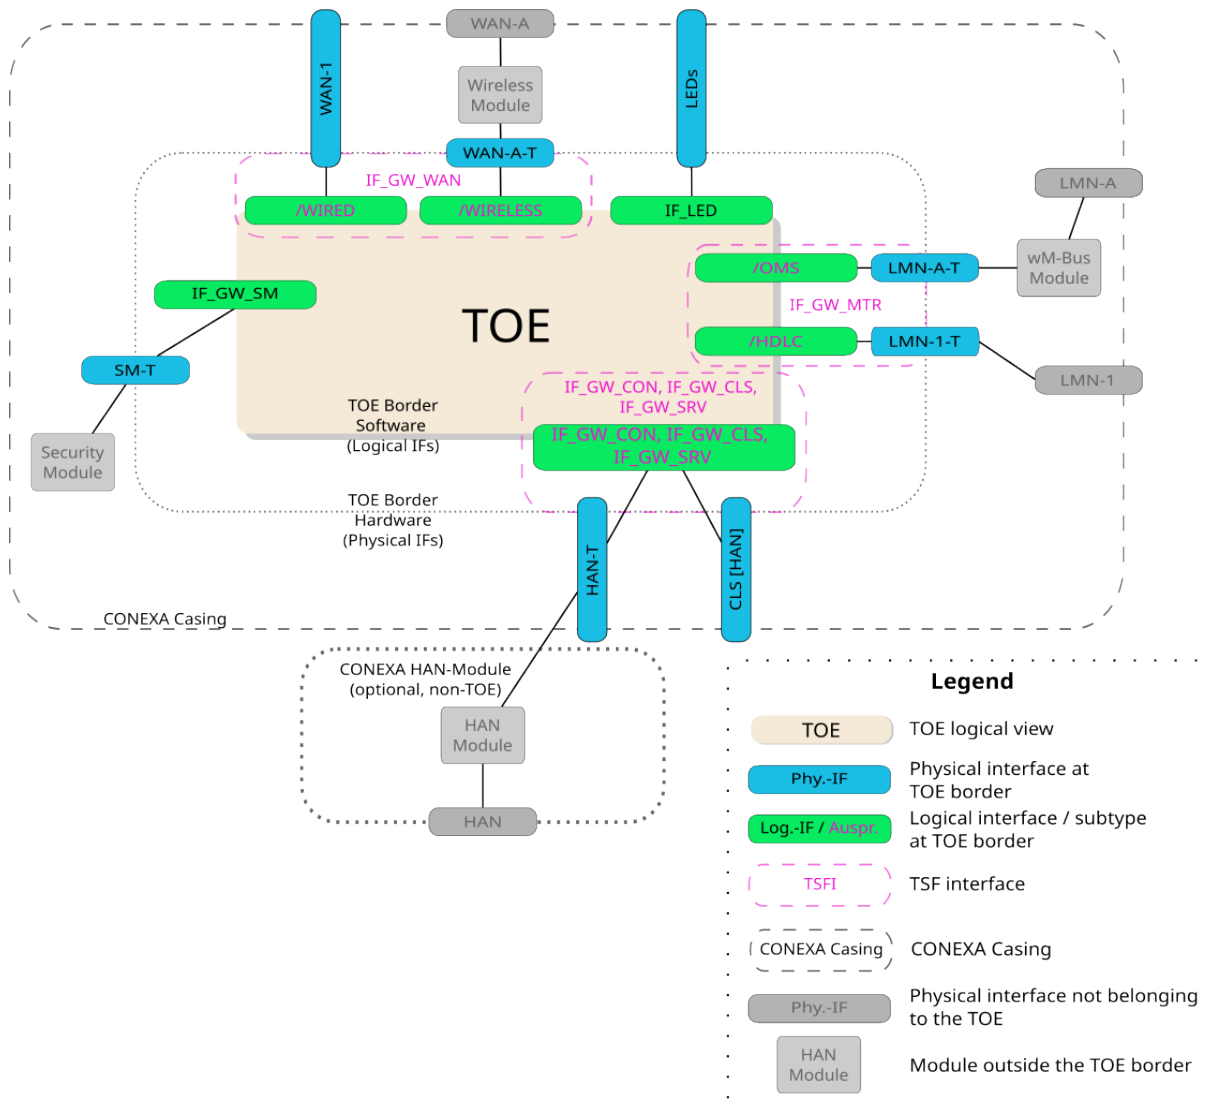 WAN-A
WAN-1
LEDs
Wireless
Module
WAN-A-T
IF_GW_WAN
/WIRED
/WIRELESS
IF_LED
LMN-A
wM-Bus
Module
/OMS
LMN-A-T
IF_GW_SM
IF_GW_MTR
TOE
/HDLC
LMN-1-T
SM-T
LMN-1
IF_GW_CON, IF_GW_CLS,
IF_GW_SRV
TOE Border
Software
(Logical IFs)
IF_GW_CON, IF_GW_CLS,
IF_GW_SRV
Security
Module
TOE Border
Hardware
(Physical IFs)
HAN-T
CLS [HAN]
CONEXA Casing
CONEXA HAN-Module
(optional, non-TOE)
HAN
Module
HAN
Legend
TOE
TOE logical view
Phy.-IF
Physical interface at
TOE border
Log.-IF / Auspr.
Logical interface / subtype
at TOE border
TSFI
TSF interface
CONEXA Casing
CONEXA Casing
Phy.-IF
Physical interface not belonging
to the TOE
HAN
Module
Module outside the TOE border